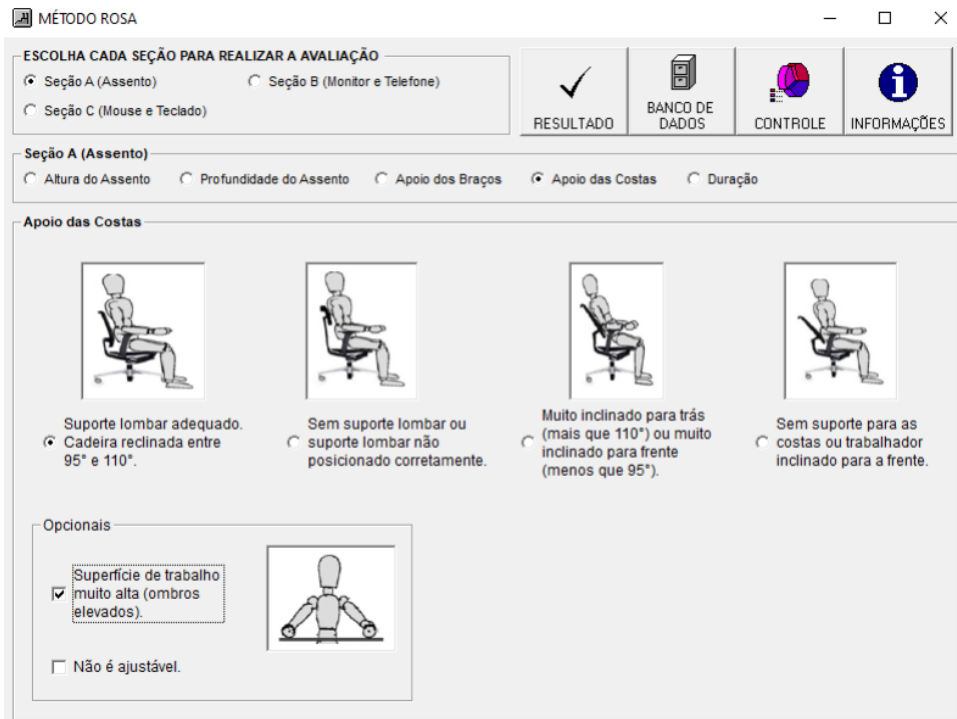 MÉTODO ROSA
ESCOLHA CADA SEÇÃO PARA REALIZAR A AVALIAÇÃO
Seção A (Assento)
Seção B (Monitor e Telefone)
Seção C (Mouse e Teclado)
RESULTADO
BANCO DE
DADOS
CONTROLE
INFORMAÇÕES
Seção A (Assento)
Altura do Assento
Profundidade do Assento
Apoio dos Braços
Apoio das Costas
Duração
Apoio das Costas
Suporte lombar adequado.
Cadeira reclinada entre
95° e 110°.
Sem suporte lombar ou
suporte lombar não
posicionado corretamente.
Muito inclinado para trás
(mais que 110°) ou muito
inclinado para frente
(menos que 95°).
Sem suporte para as
costas ou trabalhador
inclinado para a frente.
Opcionais
Superfície de trabalho
muito alta (ombros
elevados).
Não é ajustável.